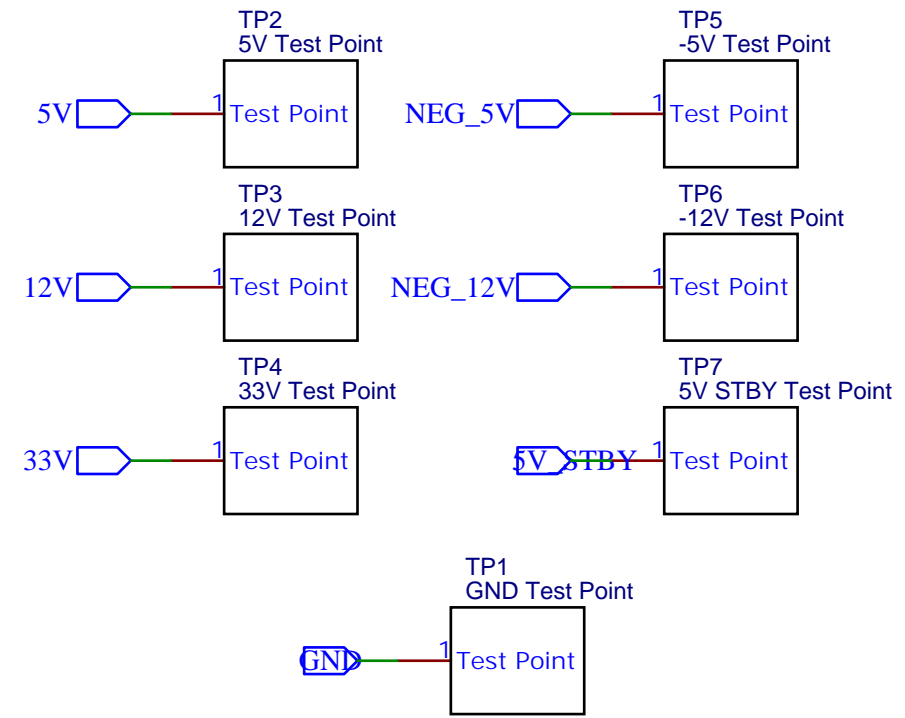 TP2
5V Test Point
5V
1
Test Point
TP5
-5V Test Point
NEG_5V
1
Test Point
TP3
12V Test Point
12V
1
Test Point
TP6
-12V Test Point
NEG_12V
1
Test Point
TP4
33V Test Point
33V
1
Test Point
TP7
5V STBY Test Point
5V_STBY
1
Test Point
TP1
GND Test Point
GND
1
Test Point